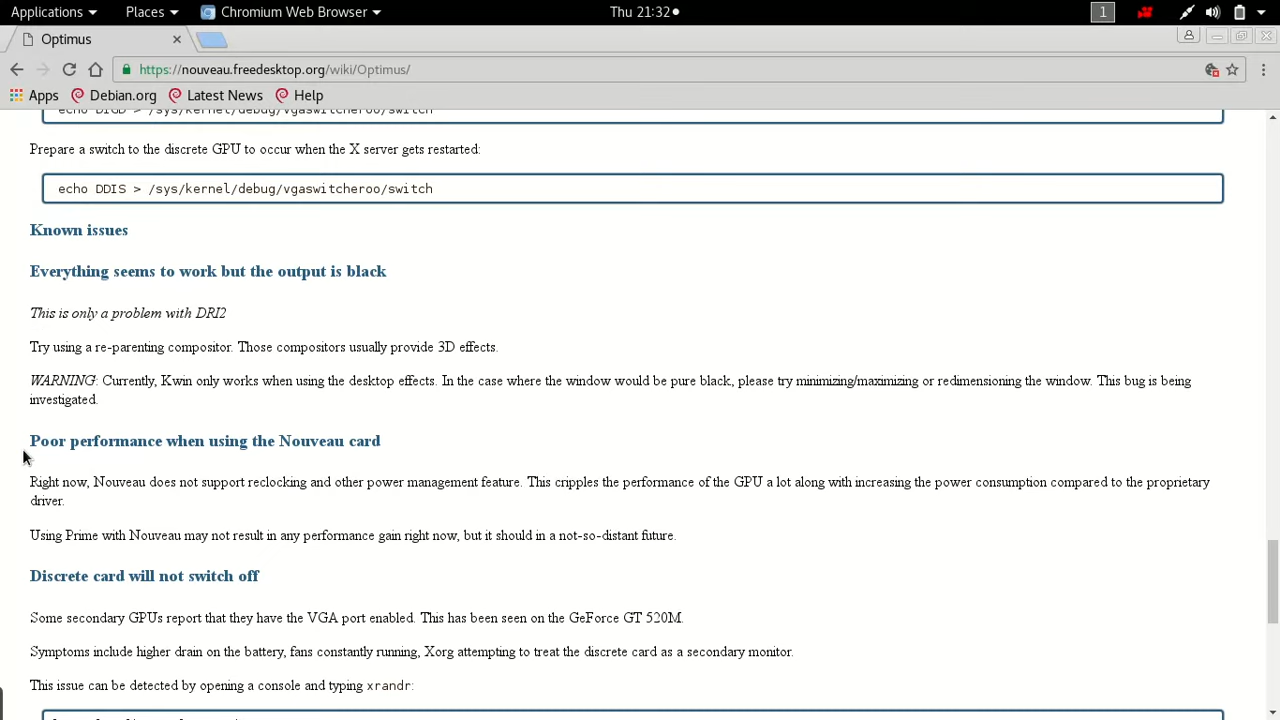 Applications Places Chromium Web Browser Thu 21:32 1
Optimus
https://nouveau.freedesktop.org/wiki/Optimus/
Apps Debian.org Latest News Help
echo DIGD > /sys/kernel/debug/vgaswitcheroo/switch
Prepare a switch to the discrete GPU to occur when the X server gets restarted:
echo DDIS > /sys/kernel/debug/vgaswitcheroo/switch
Known issues
Everything seems to work but the output is black
This is only a problem with DRI2
Try using a re-parenting compositor. Those compositors usually provide 3D effects.
WARNING: Currently, Kwin only works when using the desktop effects. In the case where the window would be pure black, please try minimizing/maximizing or redimensioning the window. This bug is being
investigated.
Poor performance when using the Nouveau card
Right now, Nouveau does not support reclocking and other power management feature. This cripples the performance of the GPU a lot along with increasing the power consumption compared to the proprietary
driver.
Using Prime with Nouveau may not result in any performance gain right now, but it should in a not-so-distant future.
Discrete card will not switch off
Some secondary GPUs report that they have the VGA port enabled. This has been seen on the GeForce GT 520M.
Symptoms include higher drain on the battery, fans constantly running, Xorg attempting to treat the discrete card as a secondary monitor.
This issue can be detected by opening a console and typing xrandr: